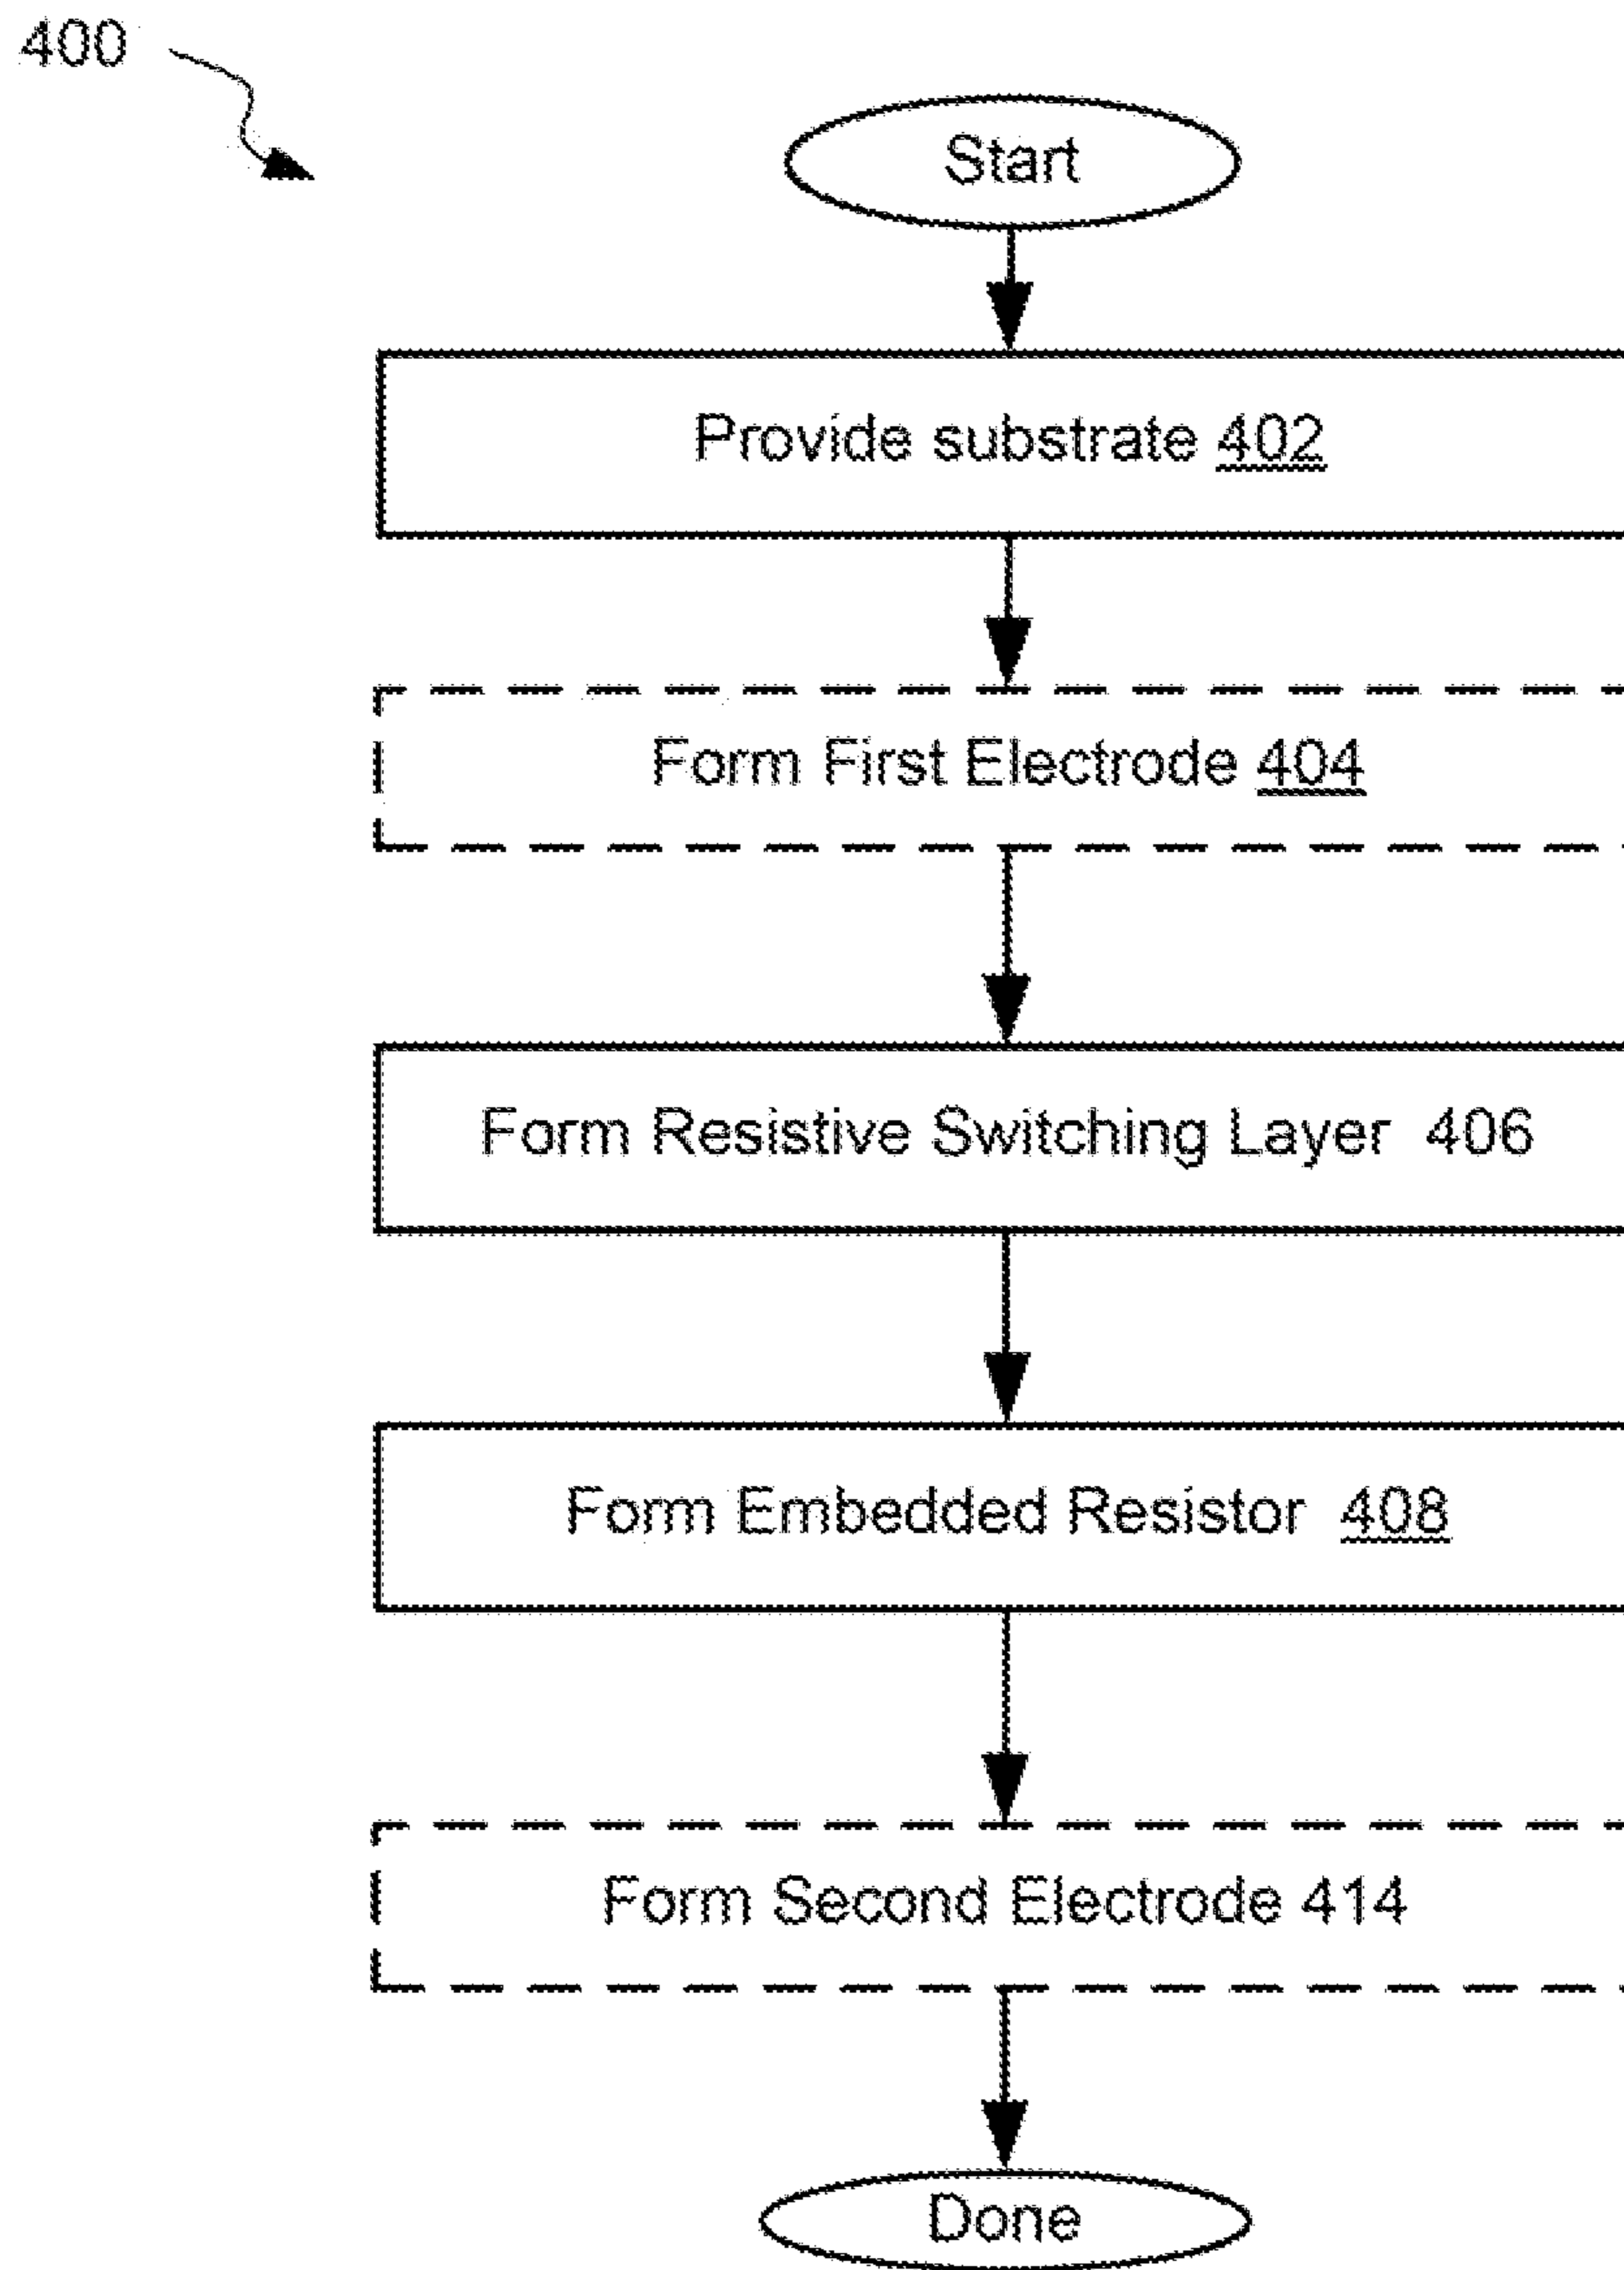 400
Start
Provide substrate 402
Form First Electrode 404
Form Resistive Switching Layer 406
Form Embedded Resistor 408
Form Second Electrode 414
Done